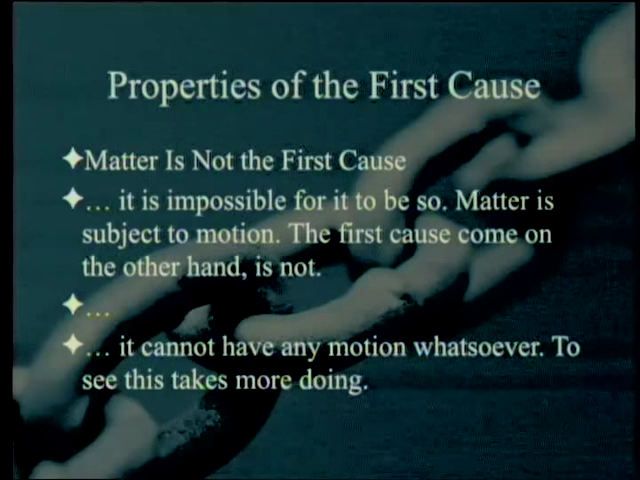 Properties of the First Cause
✦Matter Is Not the First Cause
✦… it is impossible for it to be so. Matter is
subject to motion. The first cause come on
the other hand, is not.
✦…
✦… it cannot have any motion whatsoever. To
see this takes more doing.